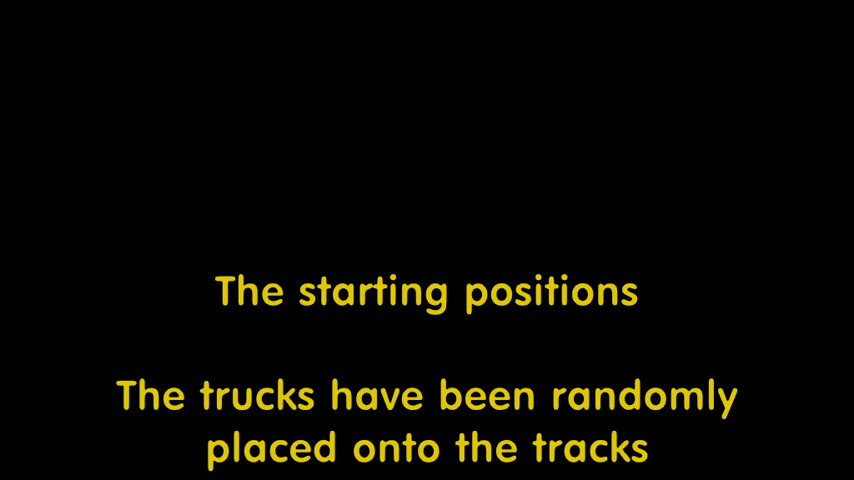 The starting positions
The trucks have been randomly
placed onto the tracks